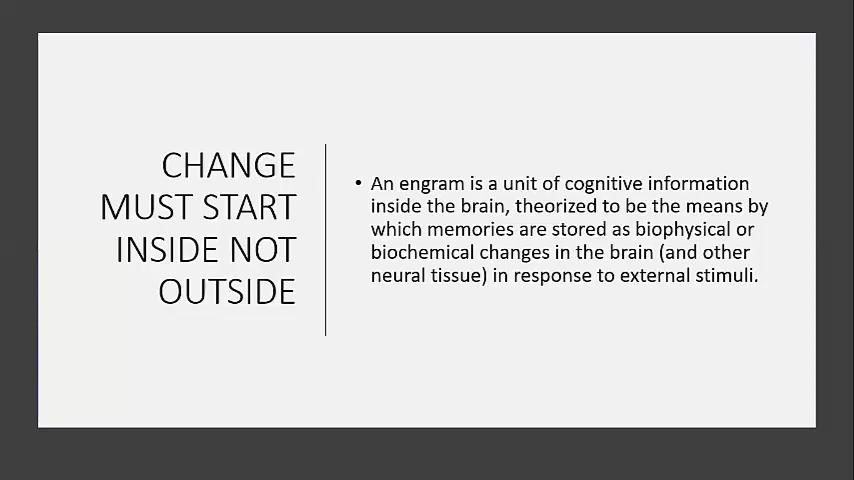 CHANGE
MUST START
INSIDE NOT
OUTSIDE
• An engram is a unit of cognitive information
inside the brain, theorized to be the means by
which memories are stored as biophysical or
biochemical changes in the brain (and other
neural tissue) in response to external stimuli.